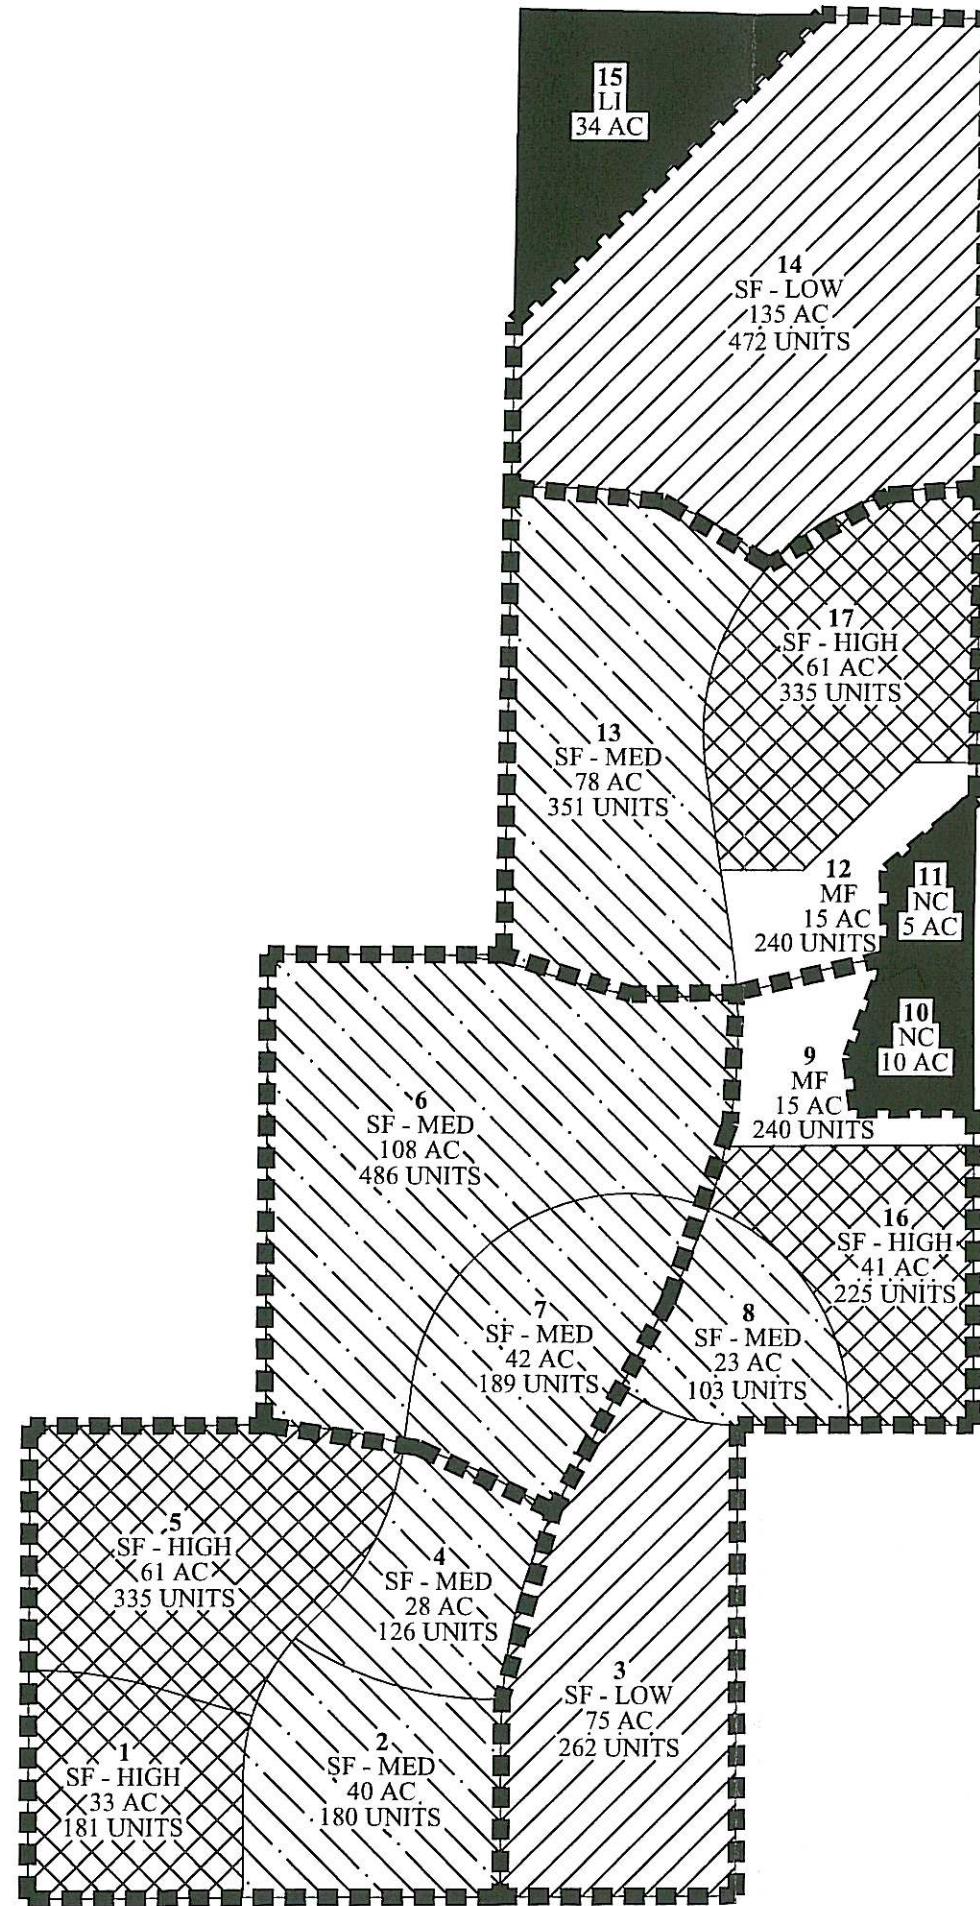 15
LI
34 AC
14
SF - LOW
135 AC
472 UNITS
17
SF - HIGH
61 AC
335 UNITS
13
SF - MED
78 AC
351 UNITS
12
MF
15 AC
240 UNITS
11
NC
5 AC
10
NC
10 AC
9
MF
15 AC
240 UNITS
6
SF - MED
108 AC
486 UNITS
16
SF - HIGH
41 AC
225 UNITS
7
SF - MED
42 AC
189 UNITS
8
SF - MED
23 AC
103 UNITS
5
SF - HIGH
61 AC
335 UNITS
4
SF - MED
28 AC
126 UNITS
3
SF - LOW
75 AC
262 UNITS
1
SF - HIGH
33 AC
181 UNITS
2
SF - MED
40 AC
180 UNITS